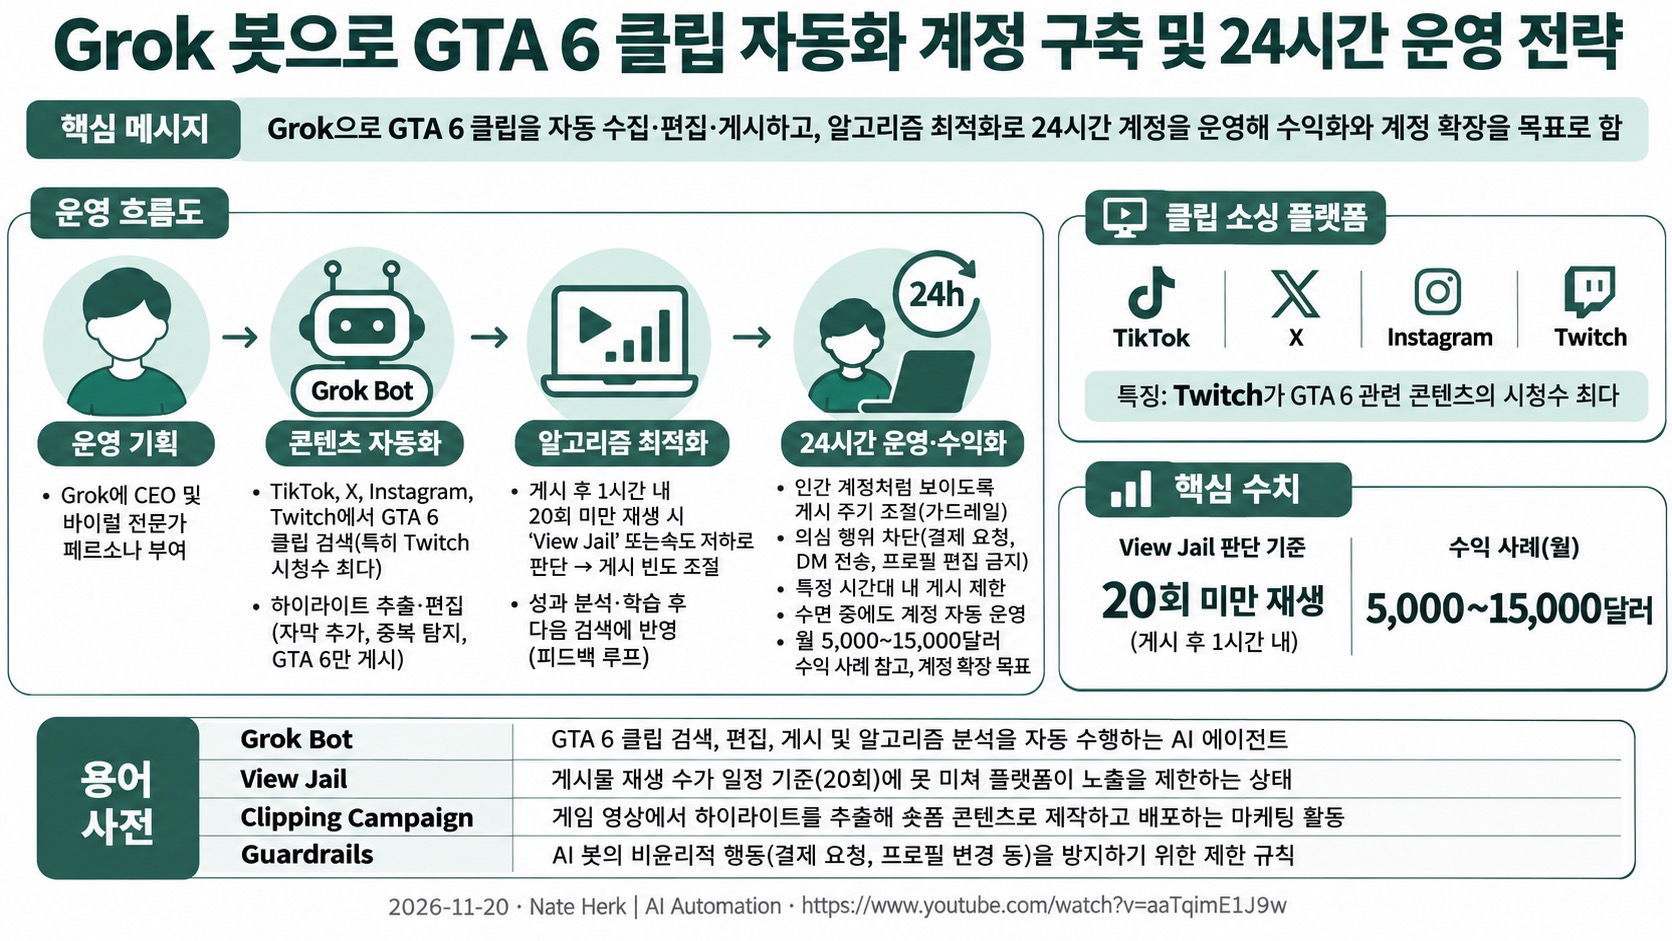 Grok 봇으로 GTA 6 클립 자동화 계정 구축 및 24시간 운영 전략
핵심 메시지
Grok으로 GTA 6 클립을 자동 수집·편집·게시하고, 알고리즘 최적화로 24시간 계정을 운영해 수익화와 계정 확장을 목표로 함
운영 흐름도
Grok Bot
24h
운영 기획
• Grok에 CEO 및
바이럴 전문가
페르소나 부여
콘텐츠 자동화
• TikTok, X, Instagram,
Twitch에서 GTA 6
클립 검색(특히 Twitch
시청수 최다)
• 하이라이트 추출·편집
(자막 추가, 중복 탐지,
GTA 6만 게시)
알고리즘 최적화
• 게시 후 1시간 내
20회 미만 재생 시
‘View Jail’ 또는속도 저하로
판단 → 게시 빈도 조절
• 성과 분석·학습 후
다음 검색에 반영
(피드백 루프)
24시간 운영·수익화
• 인간 계정처럼 보이도록
게시 주기 조절(가드레일)
• 의심 행위 차단(결제 요청,
DM 전송, 프로필 편집 금지)
• 특정 시간대 내 게시 제한
• 수면 중에도 계정 자동 운영
• 월 5,000~15,000달러
수익 사례 참고, 계정 확장 목표
클립 소싱 플랫폼
TikTok
X
Instagram
Twitch
특징: Twitch가 GTA 6 관련 콘텐츠의 시청수 최다
핵심 수치
View Jail 판단 기준
20회 미만 재생
(게시 후 1시간 내)
수익 사례(월)
5,000~15,000달러
용어
사전
Grok Bot
GTA 6 클립 검색, 편집, 게시 및 알고리즘 분석을 자동 수행하는 AI 에이전트
View Jail
게시물 재생 수가 일정 기준(20회)에 못 미쳐 플랫폼이 노출을 제한하는 상태
Clipping Campaign
게임 영상에서 하이라이트를 추출해 숏폼 콘텐츠로 제작하고 배포하는 마케팅 활동
Guardrails
AI 봇의 비윤리적 행동(결제 요청, 프로필 변경 등)을 방지하기 위한 제한 규칙
2026-11-20 · Nate Herk | AI Automation · https://www.youtube.com/watch?v=aaTqimE1J9w